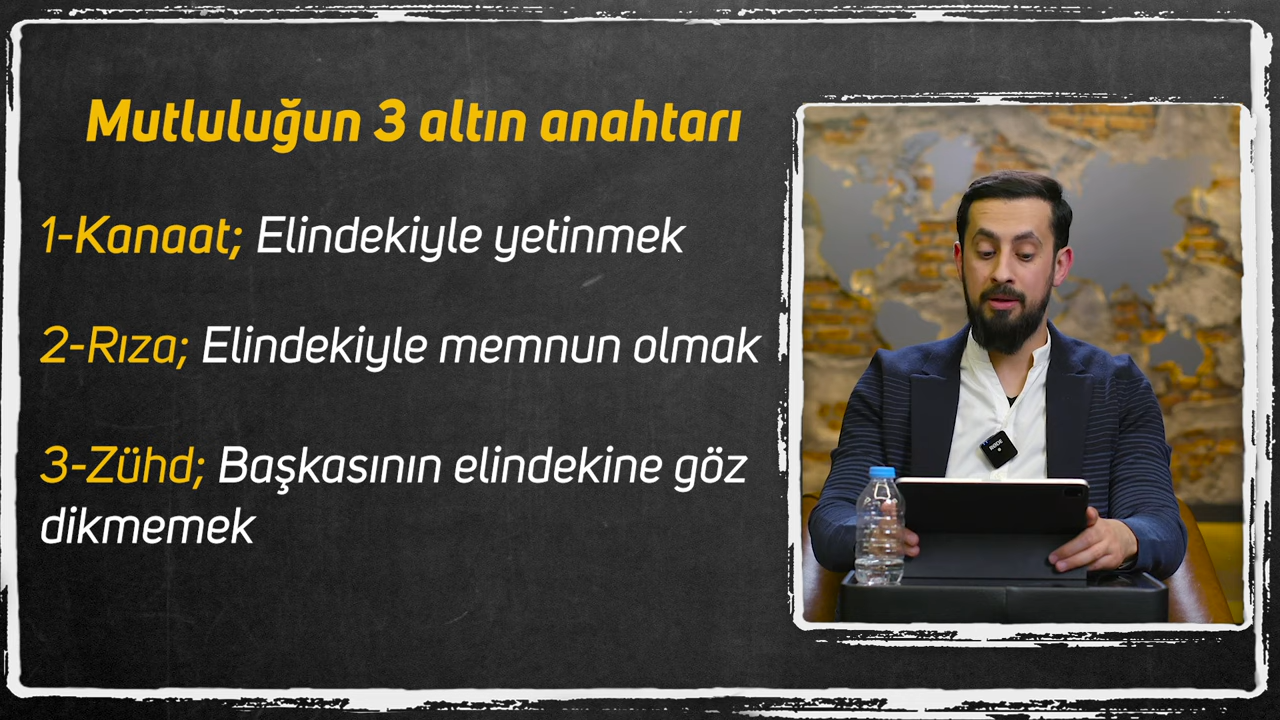 Mutluluğun 3 altın anahtarı
1-Kanaat; Elindekiyle yetinmek
2-Rıza; Elindekiyle memnun olmak
3-Zühd; Başkasının elindekine göz
dikmemek